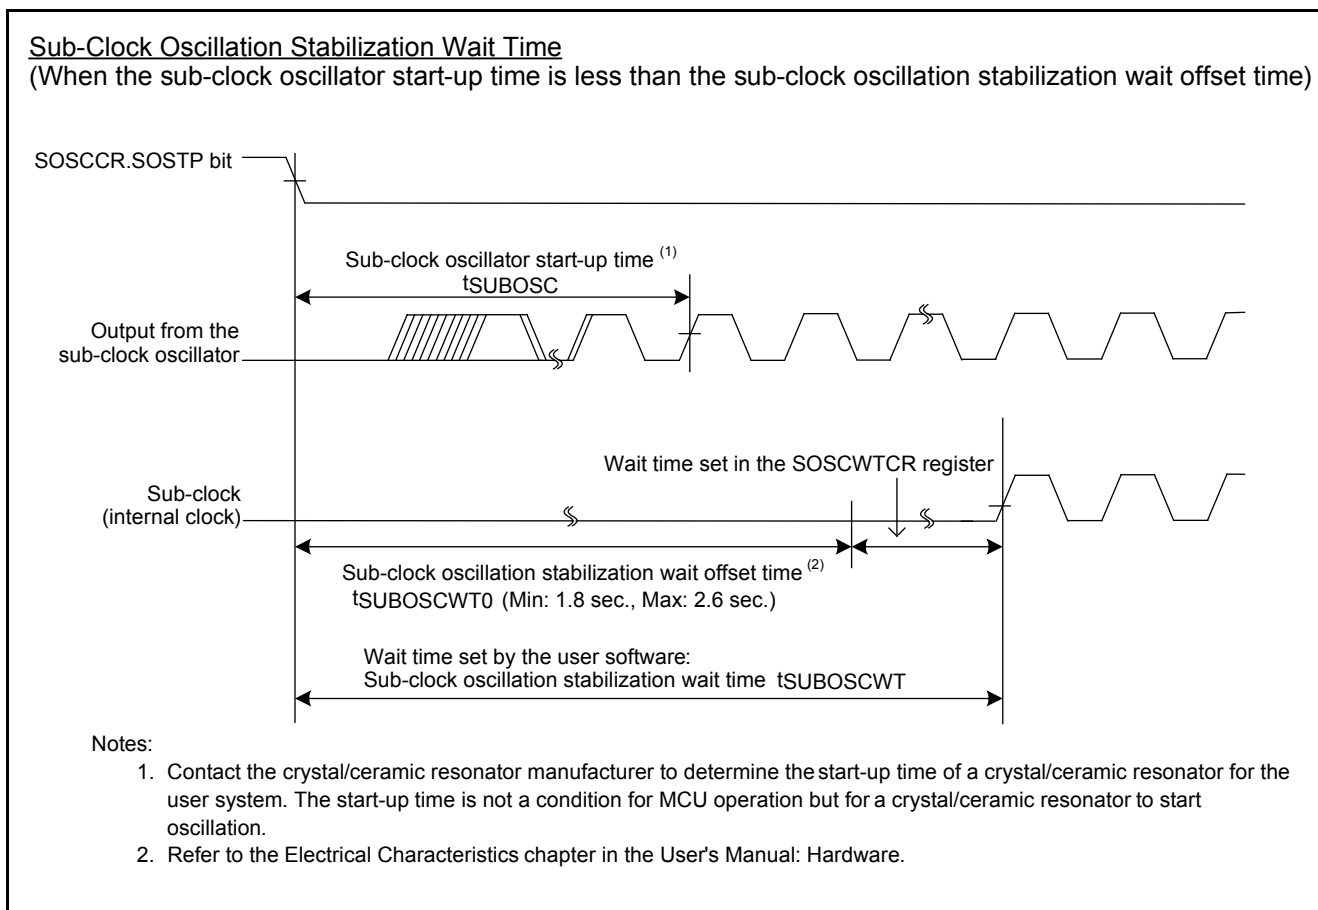 Sub-Clock Oscillation Stabilization Wait Time
(When the sub-clock oscillator start-up time is less than the sub-clock oscillation stabilization wait offset time)
SOSCCR.SOSTP bit
Sub-clock oscillator start-up time (1)
tSUBOSC
Output from the
sub-clock oscillator
Wait time set in the SOSCWTCR register
Sub-clock
(internal clock)
Sub-clock oscillation stabilization wait offset time (2)
tSUBOSCWT0 (Min: 1.8 sec., Max: 2.6 sec.)
Wait time set by the user software:
Sub-clock oscillation stabilization wait time tSUBOSCWT
Notes:
1. Contact the crystal/ceramic resonator manufacturer to determine the start-up time of a crystal/ceramic resonator for the
user system. The start-up time is not a condition for MCU operation but for a crystal/ceramic resonator to start
oscillation.
2. Refer to the Electrical Characteristics chapter in the User's Manual: Hardware.